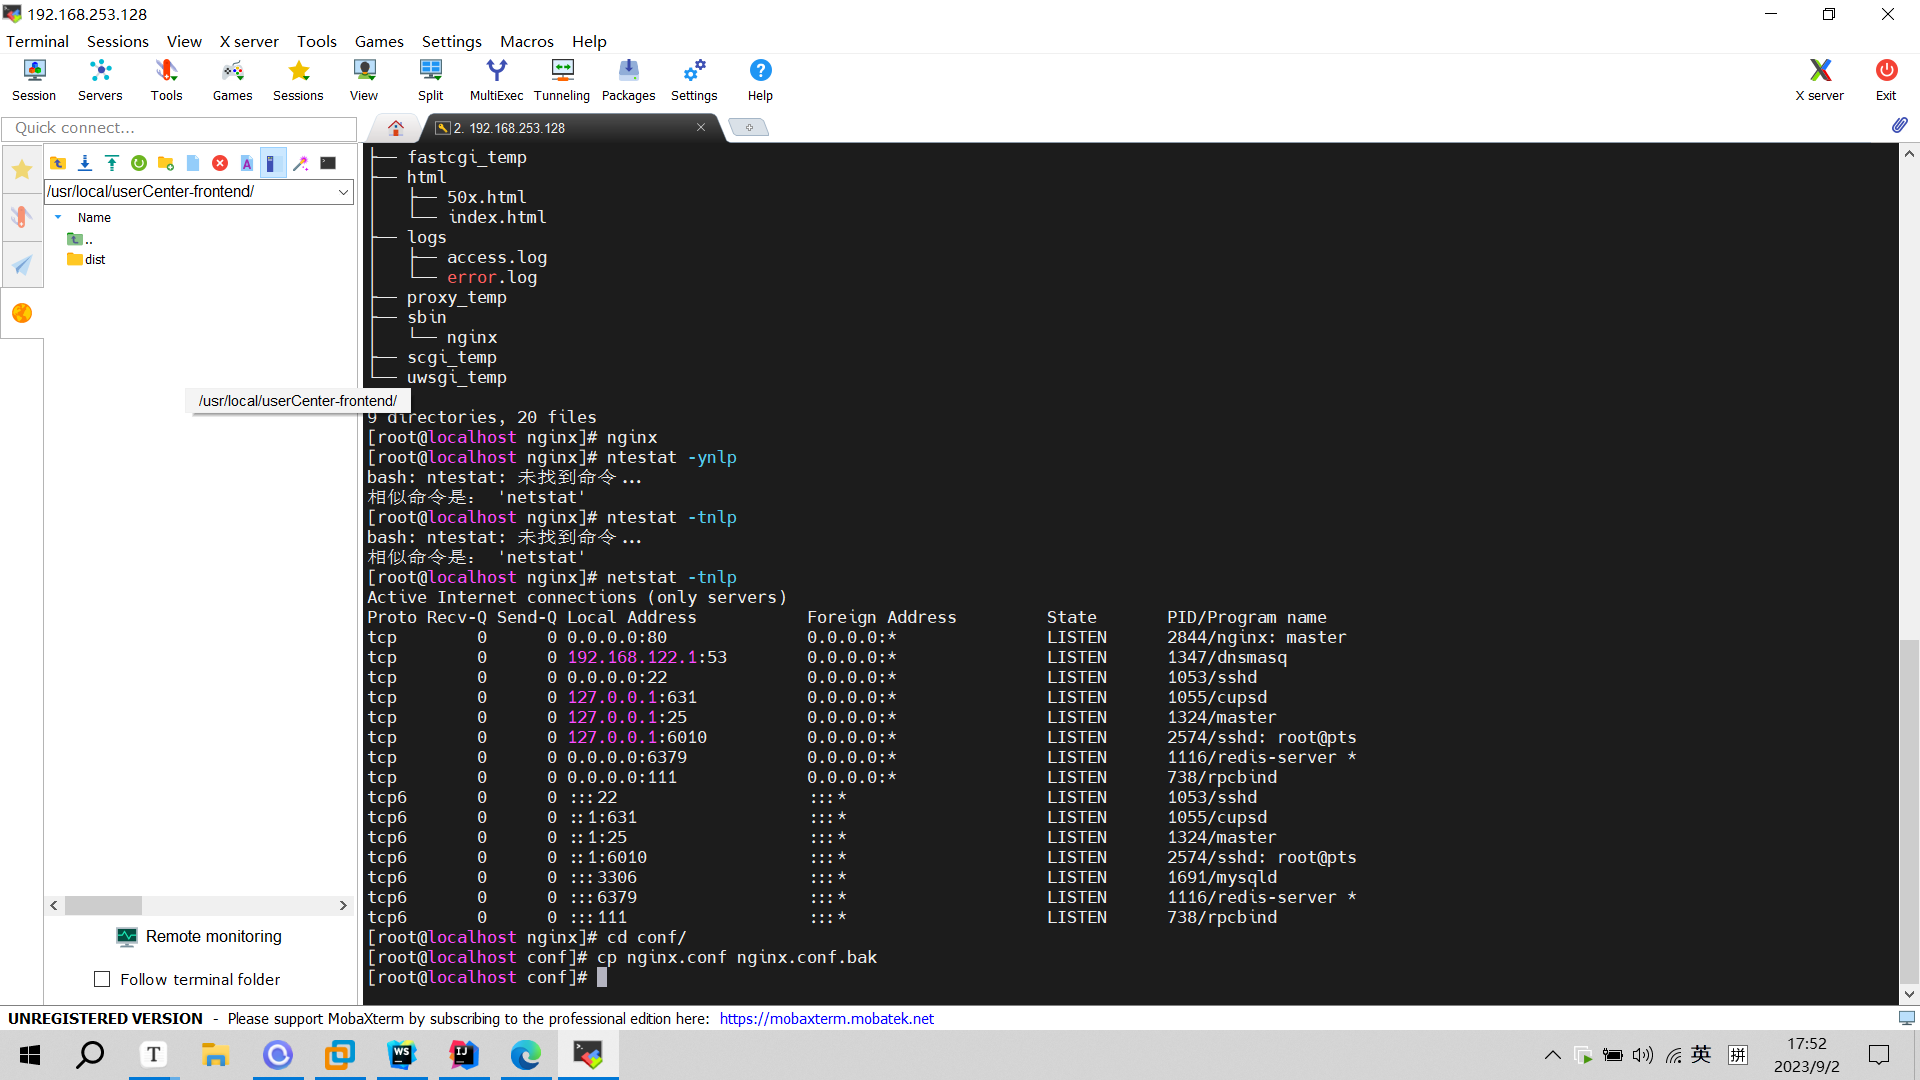 192.168.253.128
Terminal Sessions View X server Tools Games Settings Macros Help
Session Servers Tools Games Sessions View Split MultiExec Tunneling Packages Settings Help X server Exit
Quick connect...
2. 192.168.253.128
/usr/local/userCenter-frontend/
Name
..
dist
/usr/local/userCenter-frontend/
Remote monitoring
Follow terminal folder
├── fastcgi_temp
├── html
│   ├── 50x.html
│   └── index.html
├── logs
│   ├── access.log
│   └── error.log
├── proxy_temp
├── sbin
│   └── nginx
├── scgi_temp
└── uwsgi_temp
9 directories, 20 files
[root@localhost nginx]# nginx
[root@localhost nginx]# ntestat -ynlp
bash: ntestat: 未找到命令...
相似命令是： 'netstat'
[root@localhost nginx]# ntestat -tnlp
bash: ntestat: 未找到命令...
相似命令是： 'netstat'
[root@localhost nginx]# netstat -tnlp
Active Internet connections (only servers)
Proto Recv-Q Send-Q Local Address Foreign Address State PID/Program name
tcp 0 0 0.0.0.0:80 0.0.0.0:* LISTEN 2844/nginx: master
tcp 0 0 192.168.122.1:53 0.0.0.0:* LISTEN 1347/dnsmasq
tcp 0 0 0.0.0.0:22 0.0.0.0:* LISTEN 1053/sshd
tcp 0 0 127.0.0.1:631 0.0.0.0:* LISTEN 1055/cupsd
tcp 0 0 127.0.0.1:25 0.0.0.0:* LISTEN 1324/master
tcp 0 0 127.0.0.1:6010 0.0.0.0:* LISTEN 2574/sshd: root@pts
tcp 0 0 0.0.0.0:6379 0.0.0.0:* LISTEN 1116/redis-server *
tcp 0 0 0.0.0.0:111 0.0.0.0:* LISTEN 738/rpcbind
tcp6 0 0 :::22 :::* LISTEN 1053/sshd
tcp6 0 0 ::1:631 :::* LISTEN 1055/cupsd
tcp6 0 0 ::1:25 :::* LISTEN 1324/master
tcp6 0 0 ::1:6010 :::* LISTEN 2574/sshd: root@pts
tcp6 0 0 :::3306 :::* LISTEN 1691/mysqld
tcp6 0 0 :::6379 :::* LISTEN 1116/redis-server *
tcp6 0 0 :::111 :::* LISTEN 738/rpcbind
[root@localhost nginx]# cd conf/
[root@localhost conf]# cp nginx.conf nginx.conf.bak
[root@localhost conf]#
UNREGISTERED VERSION - Please support MobaXterm by subscribing to the professional edition here: https://mobaxterm.mobatek.net
英 拼
17:52
2023/9/2